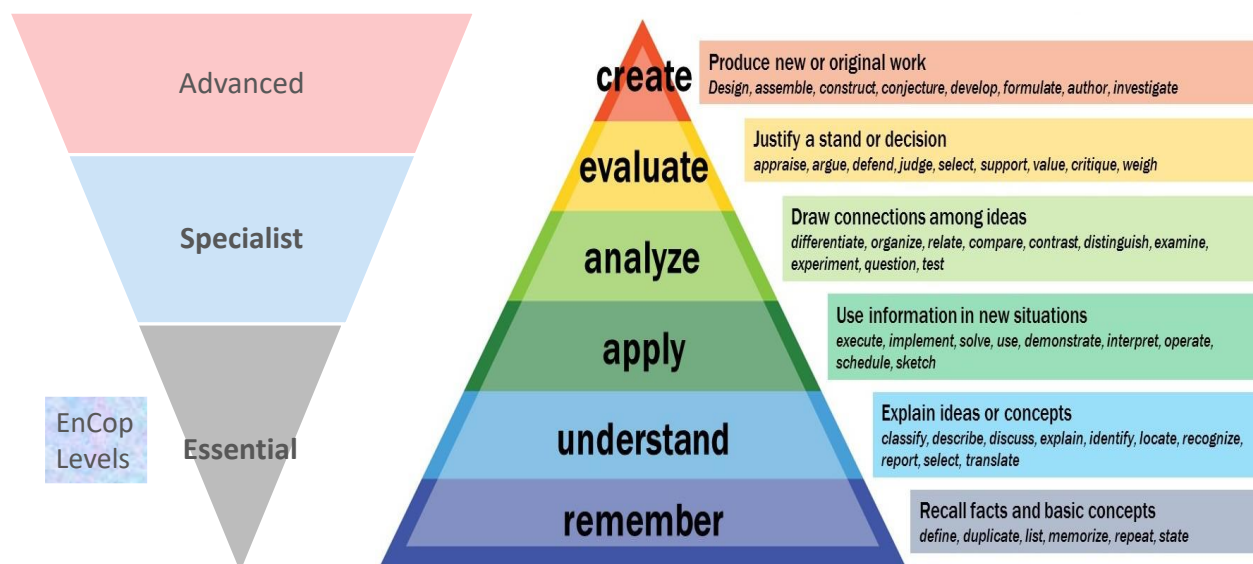 Advanced
Specialist
EnCop
Levels
Essential
create
Produce new or original work
Design, assemble, construct, conjecture, develop, formulate, author, investigate
evaluate
Justify a stand or decision
appraise, argue, defend, judge, select, support, value, critique, weigh
analyze
Draw connections among ideas
differentiate, organize, relate, compare, contrast, distinguish, examine,
experiment, question, test
apply
Use information in new situations
execute, implement, solve, use, demonstrate, interpret, operate,
schedule, sketch
understand
Explain ideas or concepts
classify, describe, discuss, explain, identify, locate, recognize,
report, select, translate
remember
Recall facts and basic concepts
define, duplicate, list, memorize, repeat, state